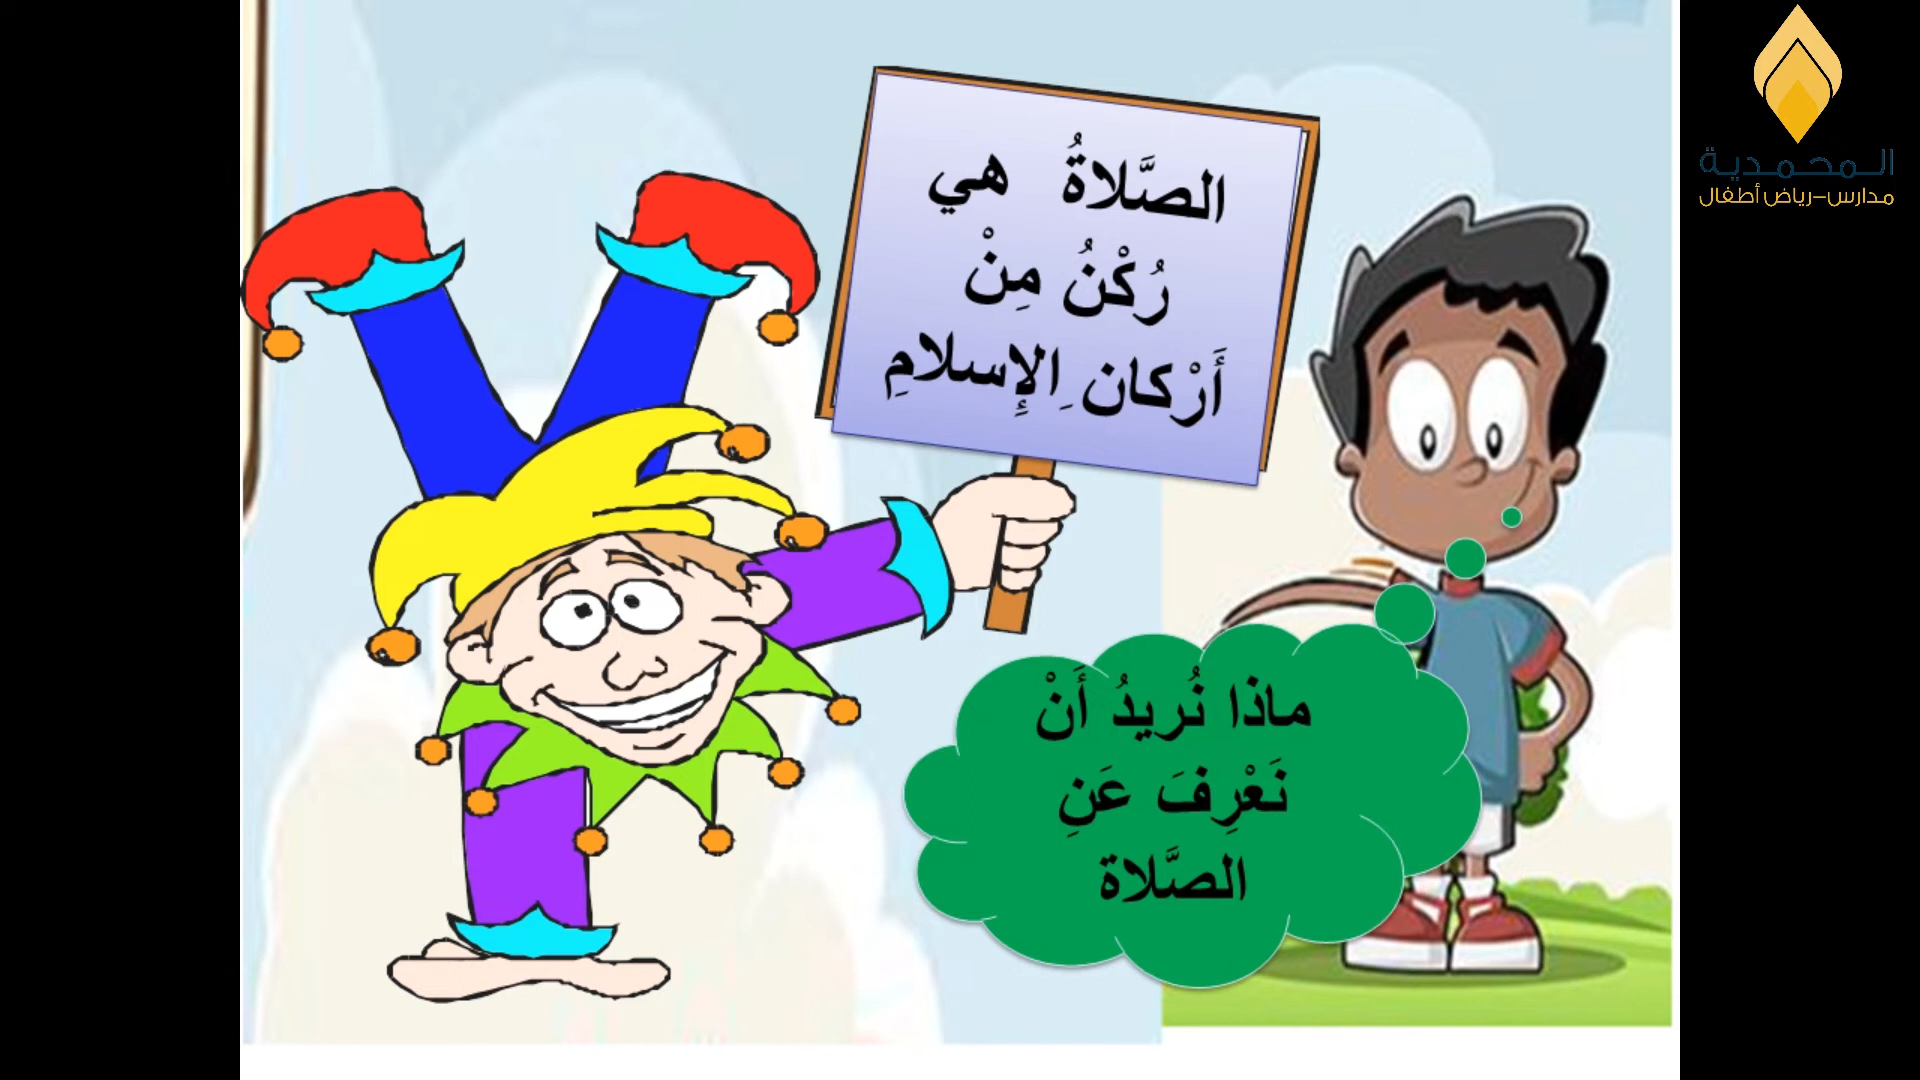 الصَّلاةُ هي
رُكْنُ مِنْ
أَرْكان ِالإِسلامِ
ماذا نُريدُ أَنْ
نَعْرِفَ عَنِ
الصَّلاة
المحمدية
مدارس-رياض أطفال